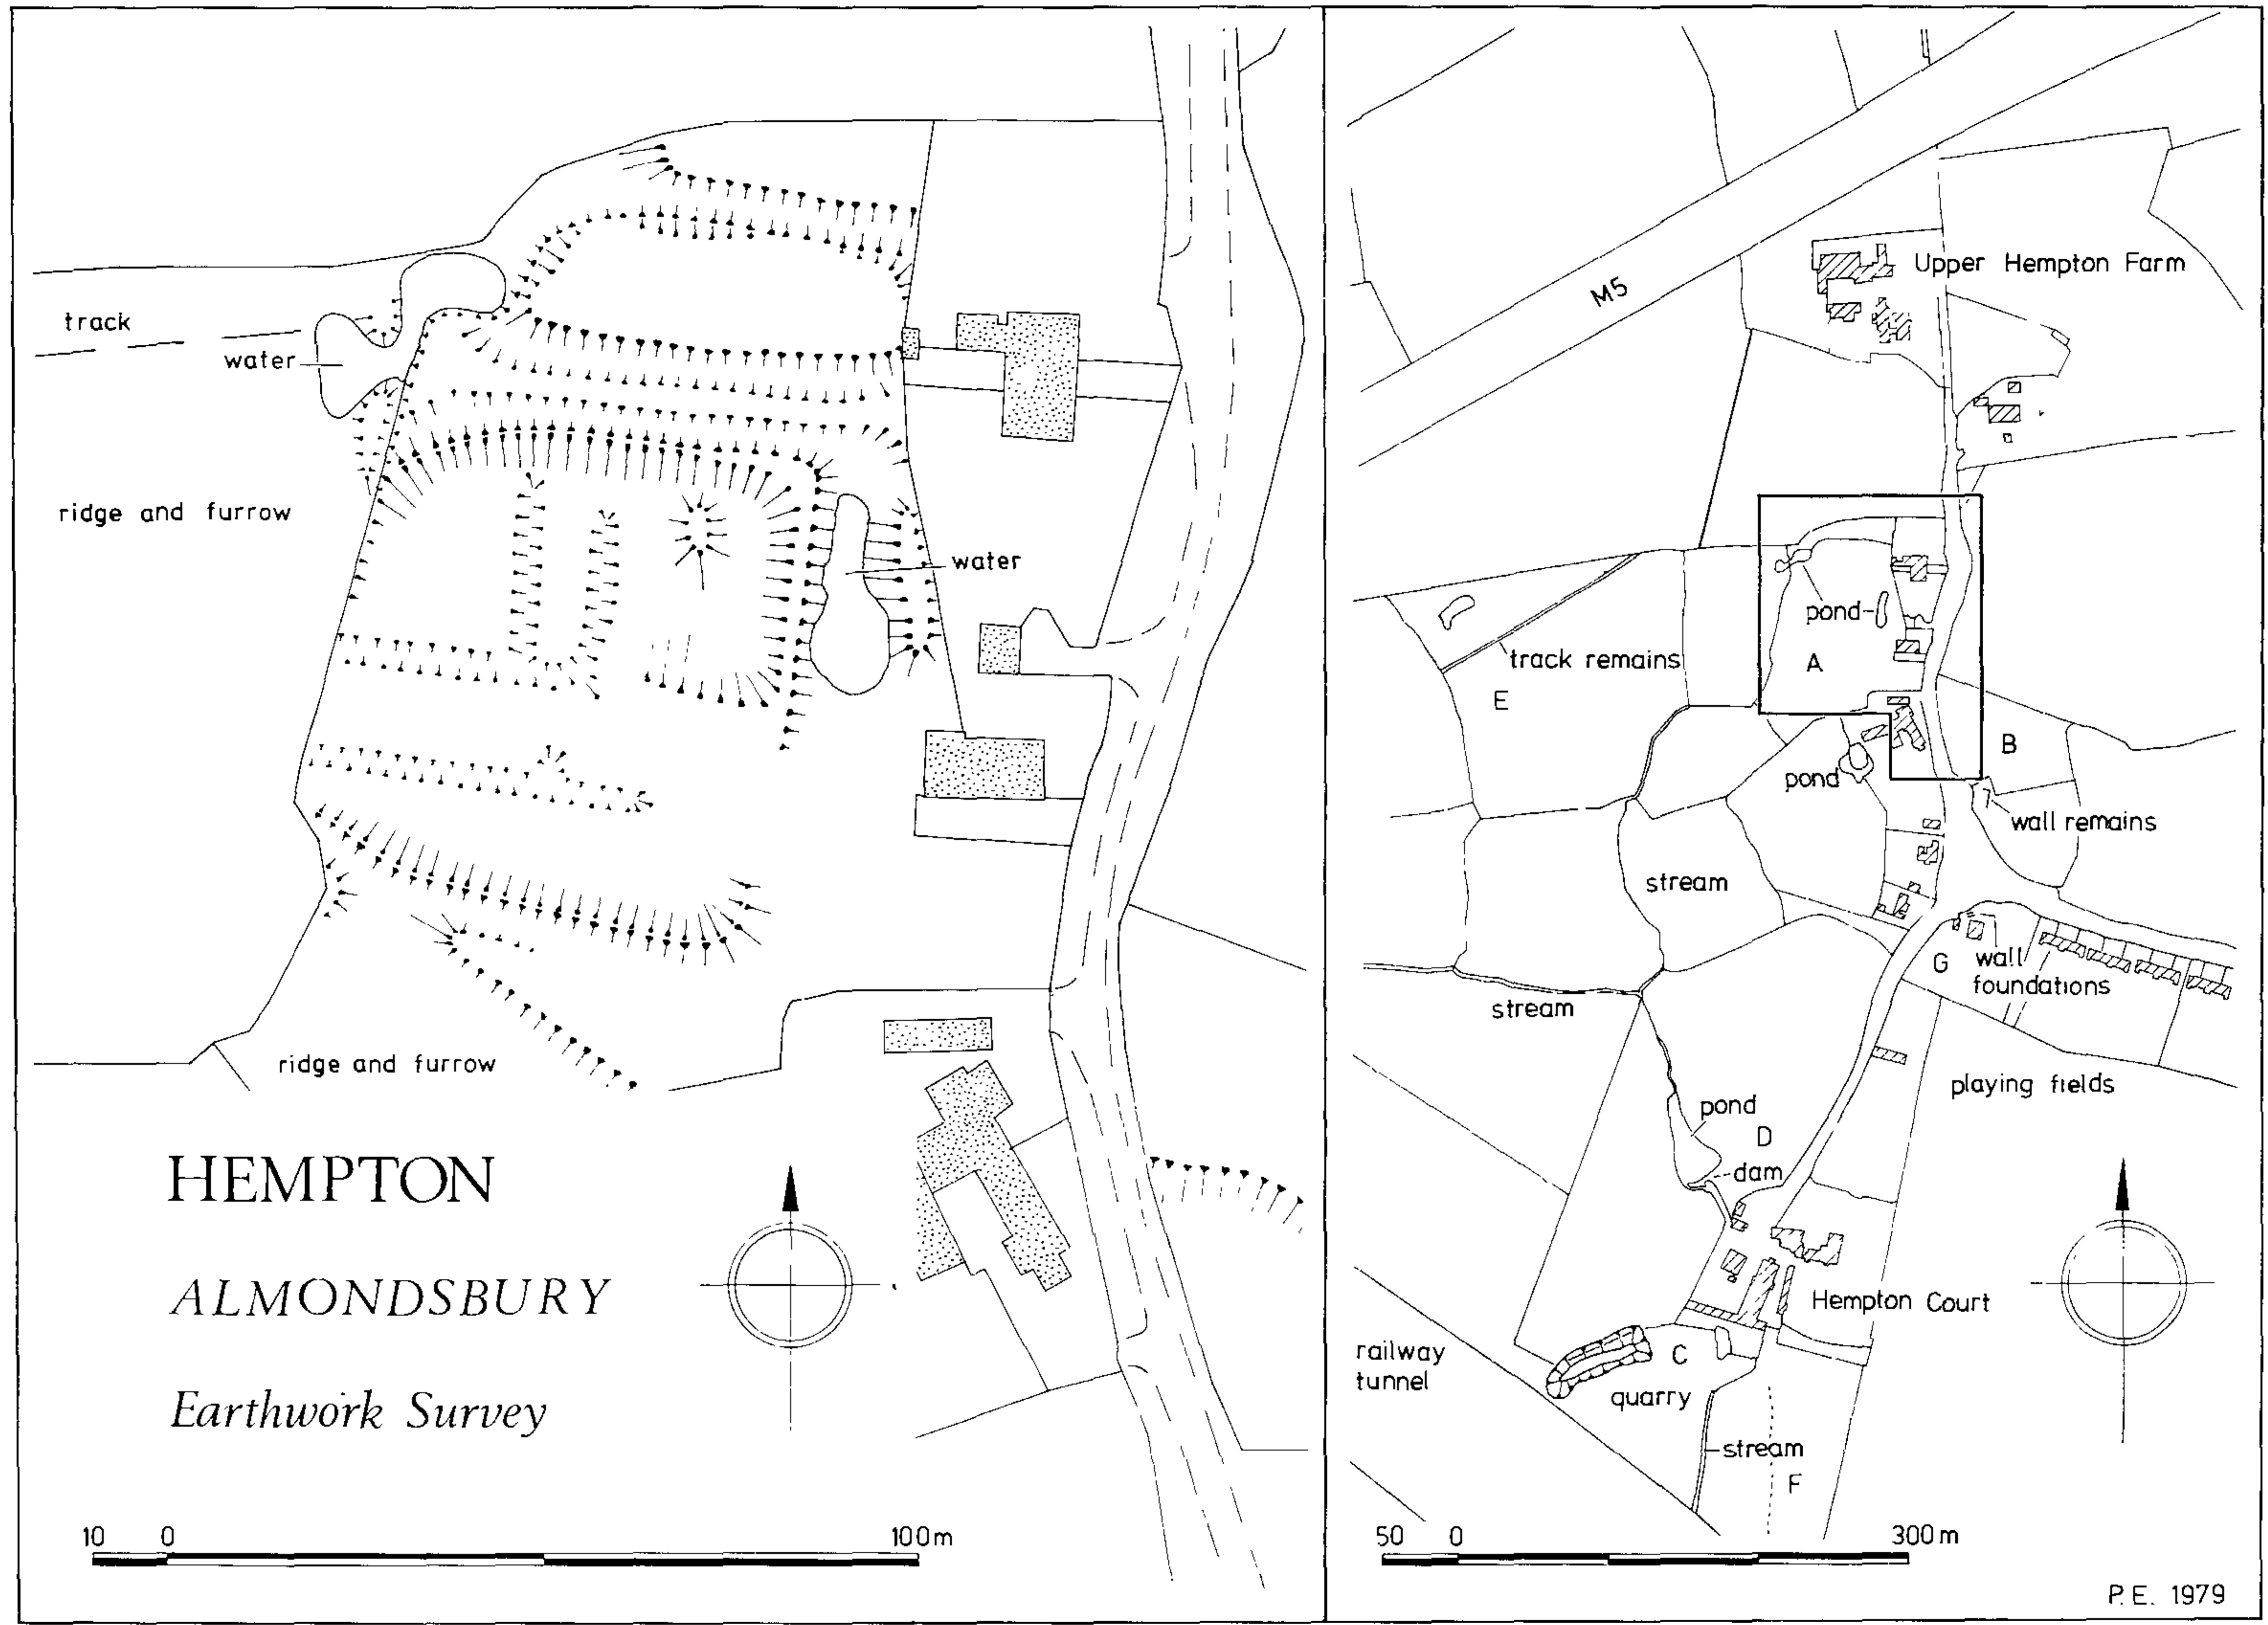 track
water
ridge and furrow
water
ridge and furrow
HEMPTON
ALMONDSBURY
Earthwork Survey
10 0 100m
M5
Upper Hempton Farm
pond
track remains
A
E
B
pond
wall remains
stream
G
wall
foundations
stream
playing fields
pond
D
dam
Hempton Court
railway
tunnel
C
quarry
stream
F
50 0 300m
P.E. 1979